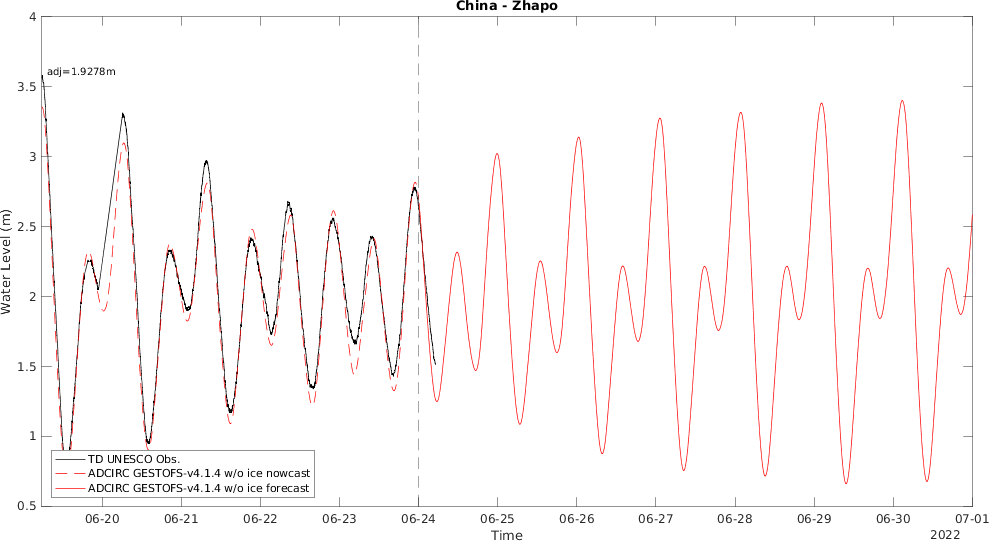 China - Zhapo
4
adj=1.9278m
3.5
3
2.5
2
1.5
1
0.5
Water Level (m)
TD UNESCO Obs.
ADCIRC GESTOFS-v4.1.4 w/o ice nowcast
ADCIRC GESTOFS-v4.1.4 w/o ice forecast
06-20 06-21 06-22 06-23 06-24 06-25 06-26 06-27 06-28 06-29 06-30 07-01
Time
2022